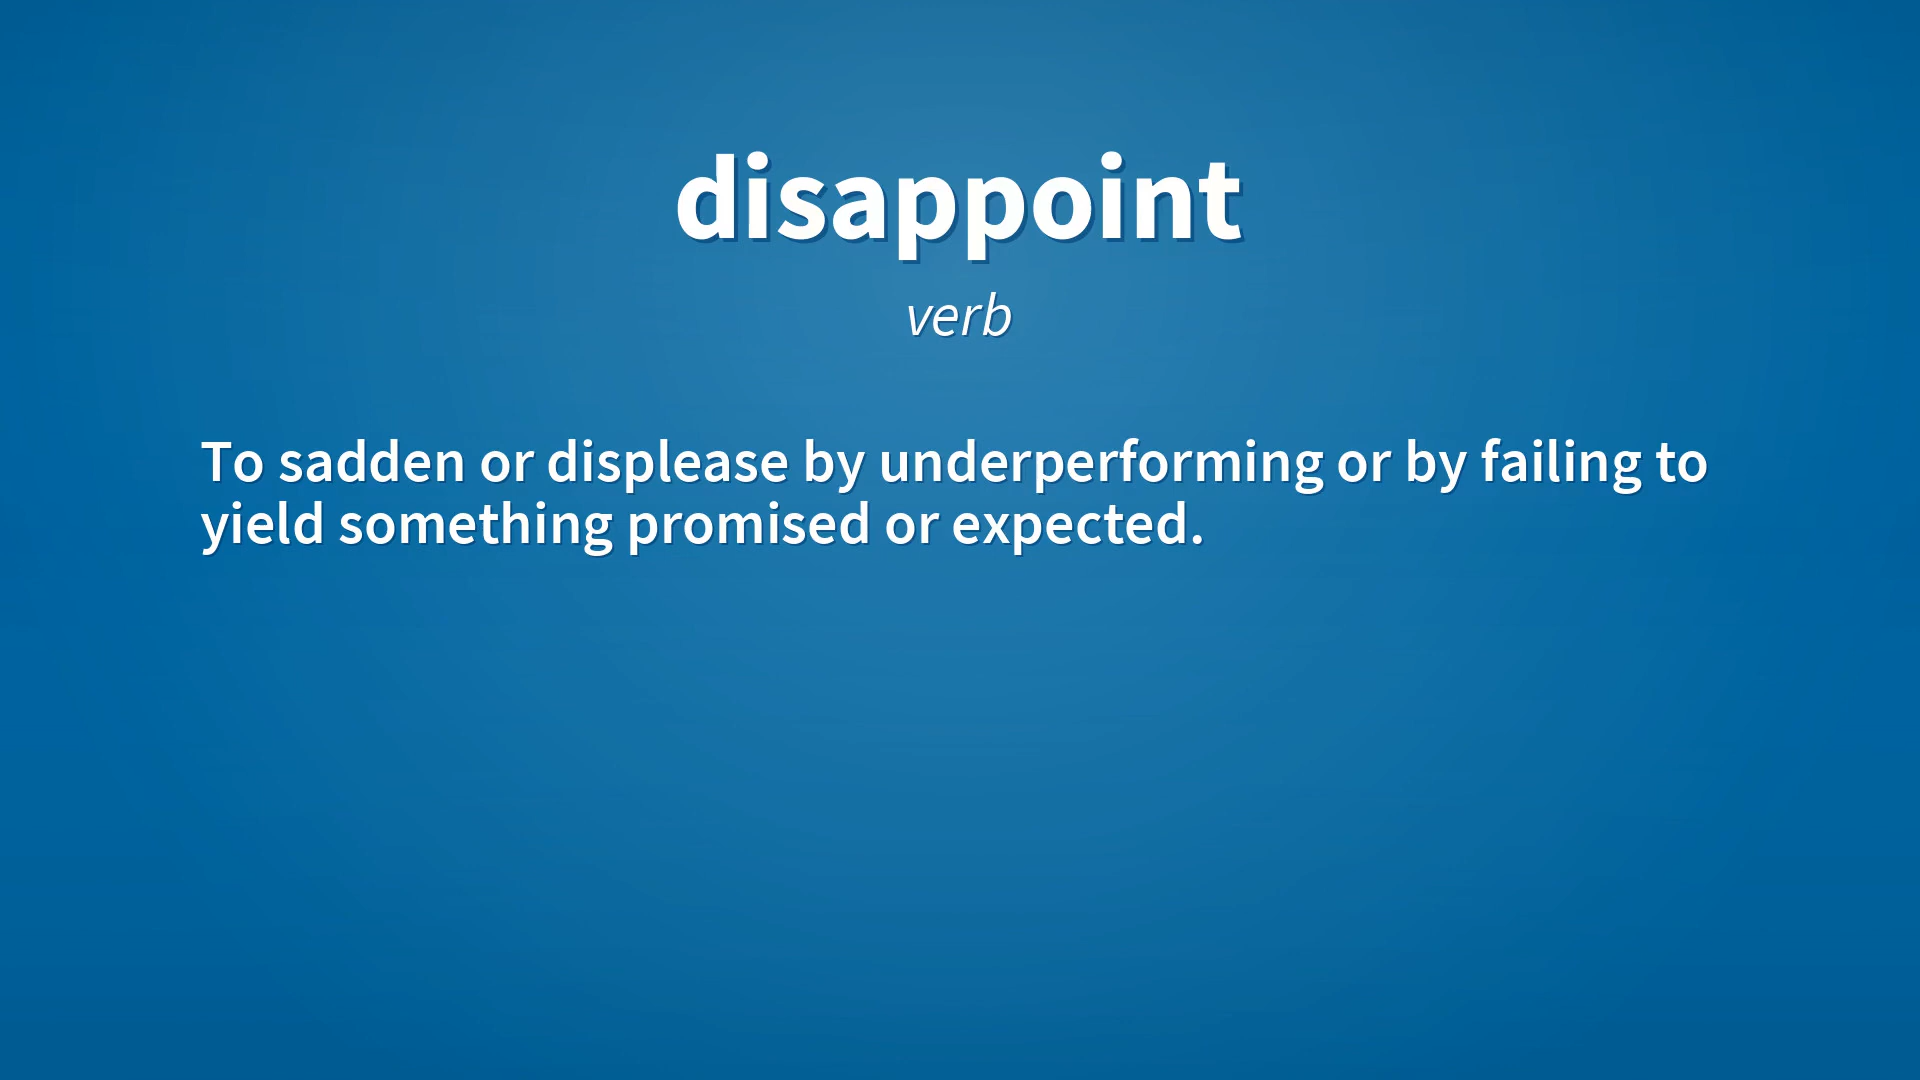 disappoint
verb
To sadden or displease by underperforming or by failing to
yield something promised or expected.